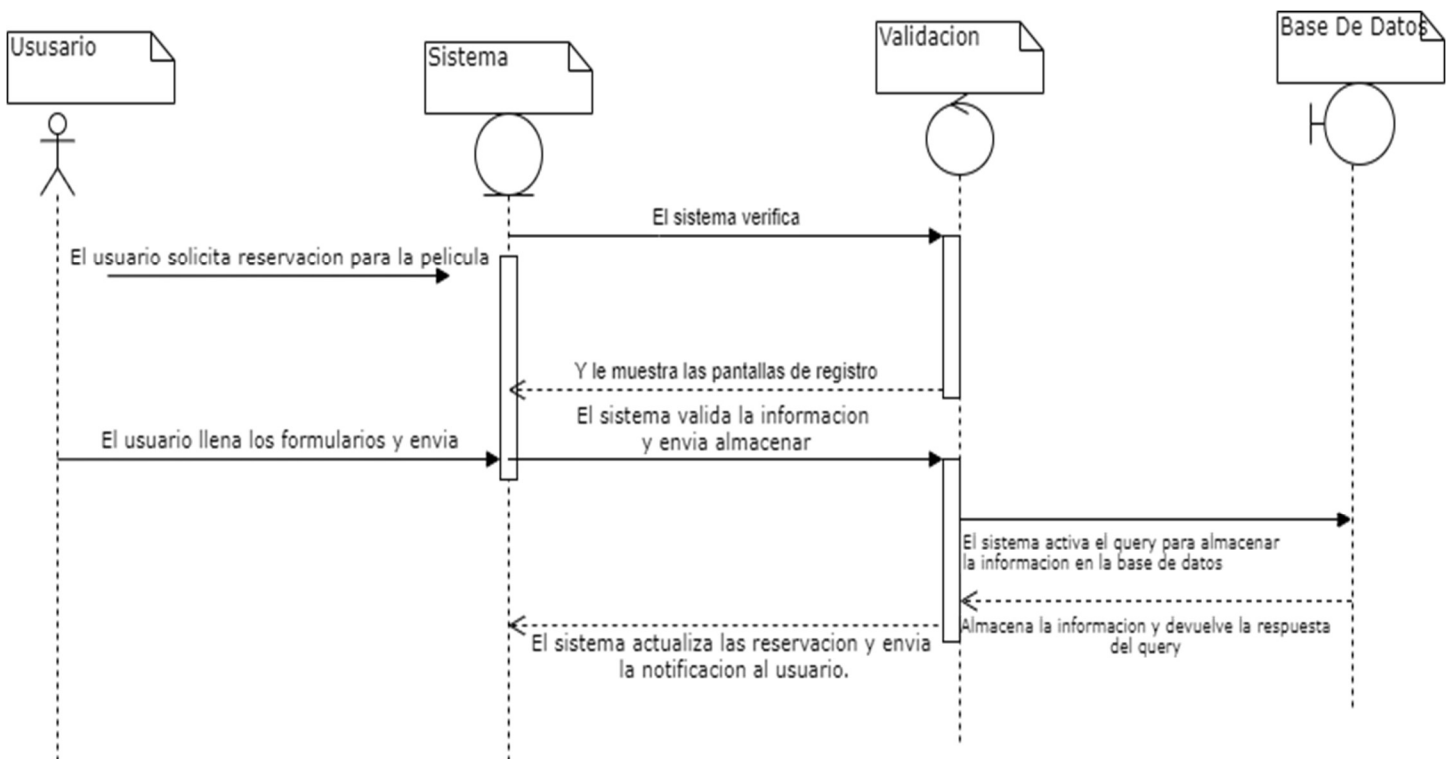 Ususario
Sistema
Validacion
Base De Datos
El sistema verifica
El usuario solicita reservacion para la pelicula
Y le muestra las pantallas de registro
El sistema valida la informacion
y envia almacenar
El usuario llena los formularios y envia
El sistema activa el query para almacenar
la informacion en la base de datos
Almacena la informacion y devuelve la respuesta
del query
El sistema actualiza las reservacion y envia
la notificacion al usuario.